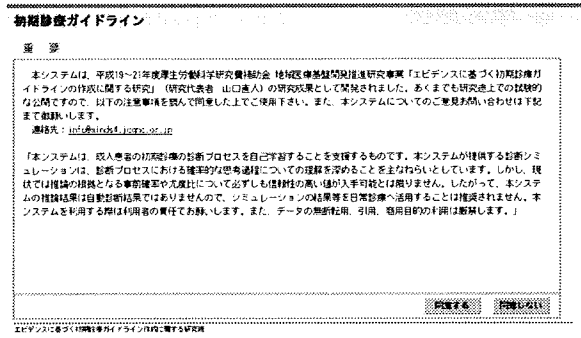 初期診療ガイドライン
重 要
本システムは、平成19～21年度厚生労働科学研究費補助金 地域医療基盤開発推進研究事業「エビデンスに基づく初期診療ガ
イドラインの作成に関する研究」（研究代表者 山口直人）の研究成果として開発されました。あくまでも研究途上での試験的
な公開ですので、以下の注意事項を読んで同意した上でご使用下さい。また、本システムについてのご意見お問い合わせは下記
まで御願いします。
連絡先：
「本システムは、成人患者の初期診療の診断プロセスを自己学習することを支援するものです。本システムが提供する診断シミ
ュレーションは、診断プロセスにおける確率的な思考過程についての理解を深めることを主なねらいとしています。しかし、現
状では推論の根拠となる事前確率や尤度比について必ずしも信頼性の高い値が入手可能とは限りません。したがって、本システ
ムの推論結果は自動診断結果ではありませんので、シミュレーションの結果等を日常診療へ活用することは推奨されません。本
システムを利用する際は利用者の責任でお願いします。また、データの無断転用、引用、商用目的の利用は厳禁します。」
同意する 同意しない
エビデンスに基づく初期診療ガイドライン作成に関する研究班